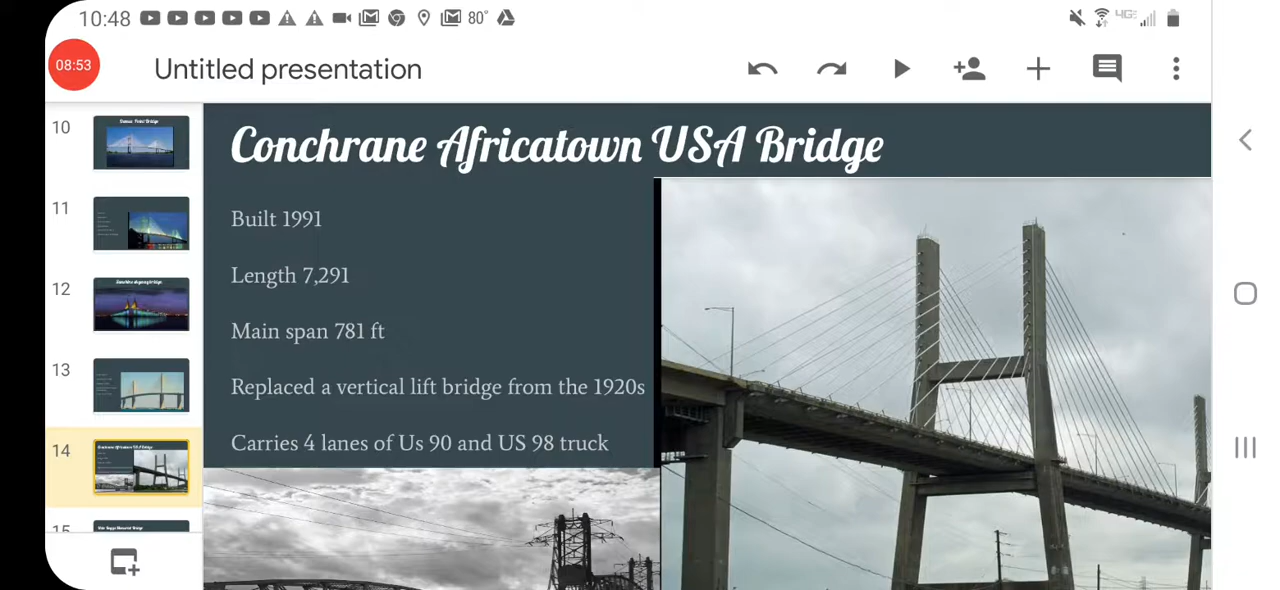 10:48
80°
4GE
08:53
Untitled presentation
10
11
12
13
14
15
Conchrane Africatown USA Bridge
Built 1991
Length 7,291
Main span 781 ft
Replaced a vertical lift bridge from the 1920s
Carries 4 lanes of Us 90 and US 98 truck